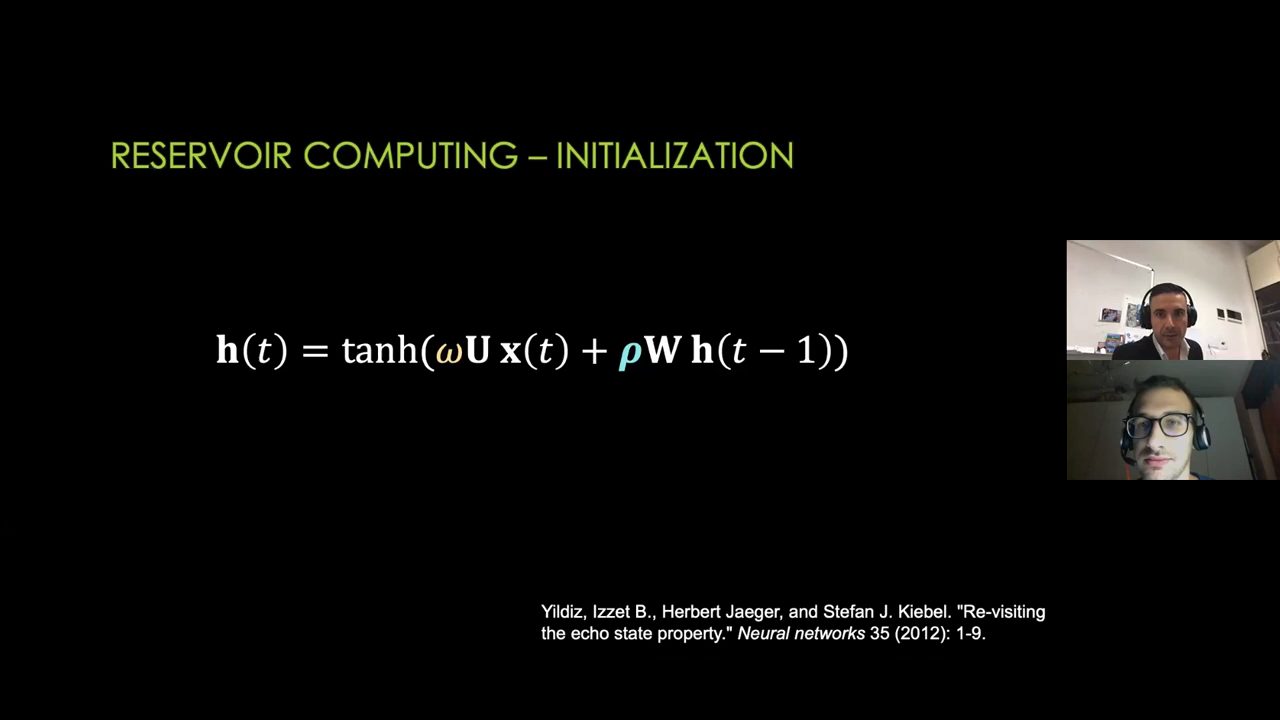 RESERVOIR COMPUTING – INITIALIZATION
𝐡(𝑡) = tanh(𝜔𝐔 𝐱(𝑡) + 𝝆𝐖 𝐡(𝑡 − 1))
Yildiz, Izzet B., Herbert Jaeger, and Stefan J. Kiebel. "Re-visiting
the echo state property." Neural networks 35 (2012): 1-9.